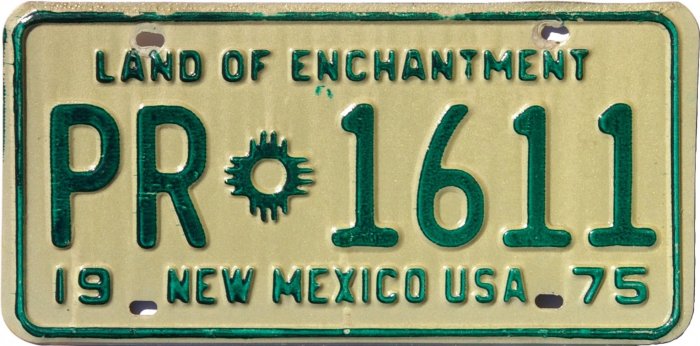 LAND OF ENCHANTMENT
PR 1611
19 NEW MEXICO USA 75